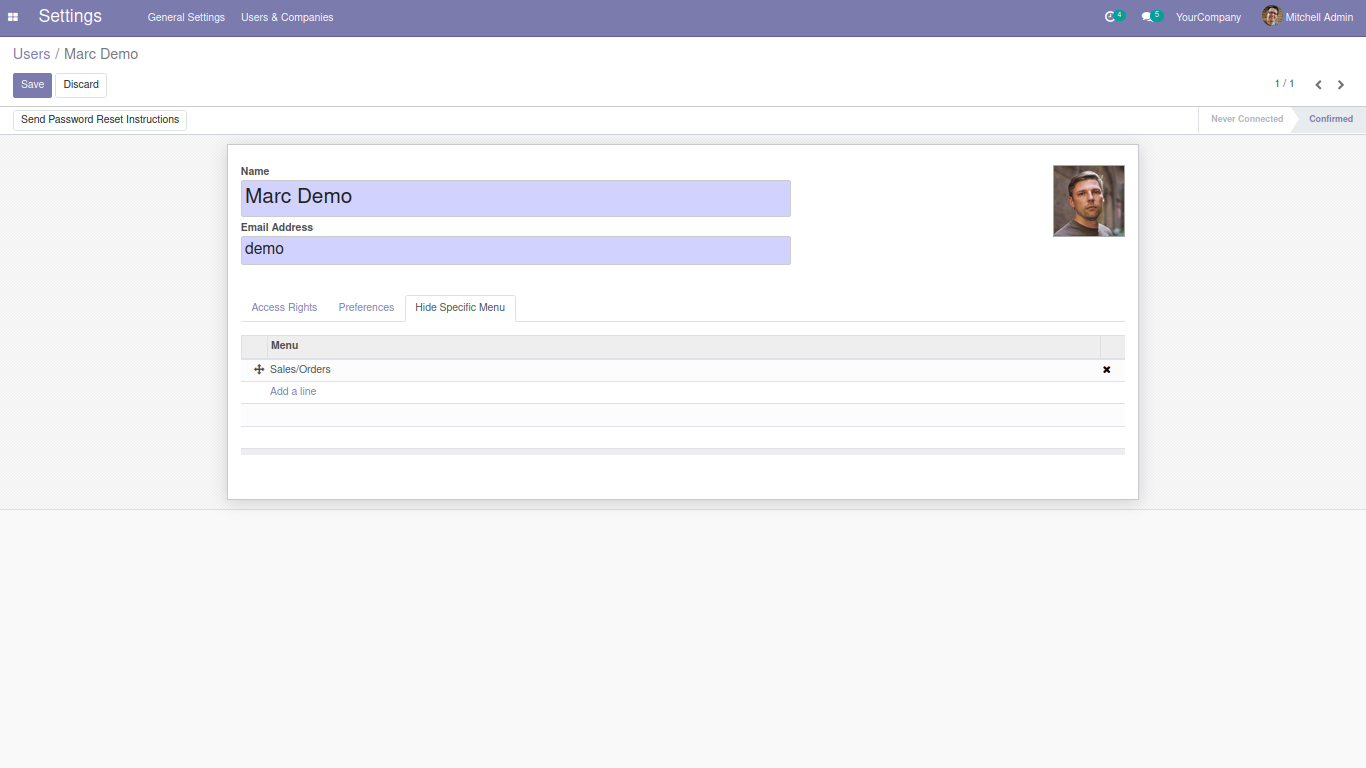 Settings General Settings Users & Companies 4 5 YourCompany Mitchell Admin
Users / Marc Demo
Save Discard 1 / 1
Send Password Reset Instructions Never Connected Confirmed
Name
Marc Demo
Email Address
demo
Access Rights Preferences Hide Specific Menu
Menu
Sales/Orders
Add a line